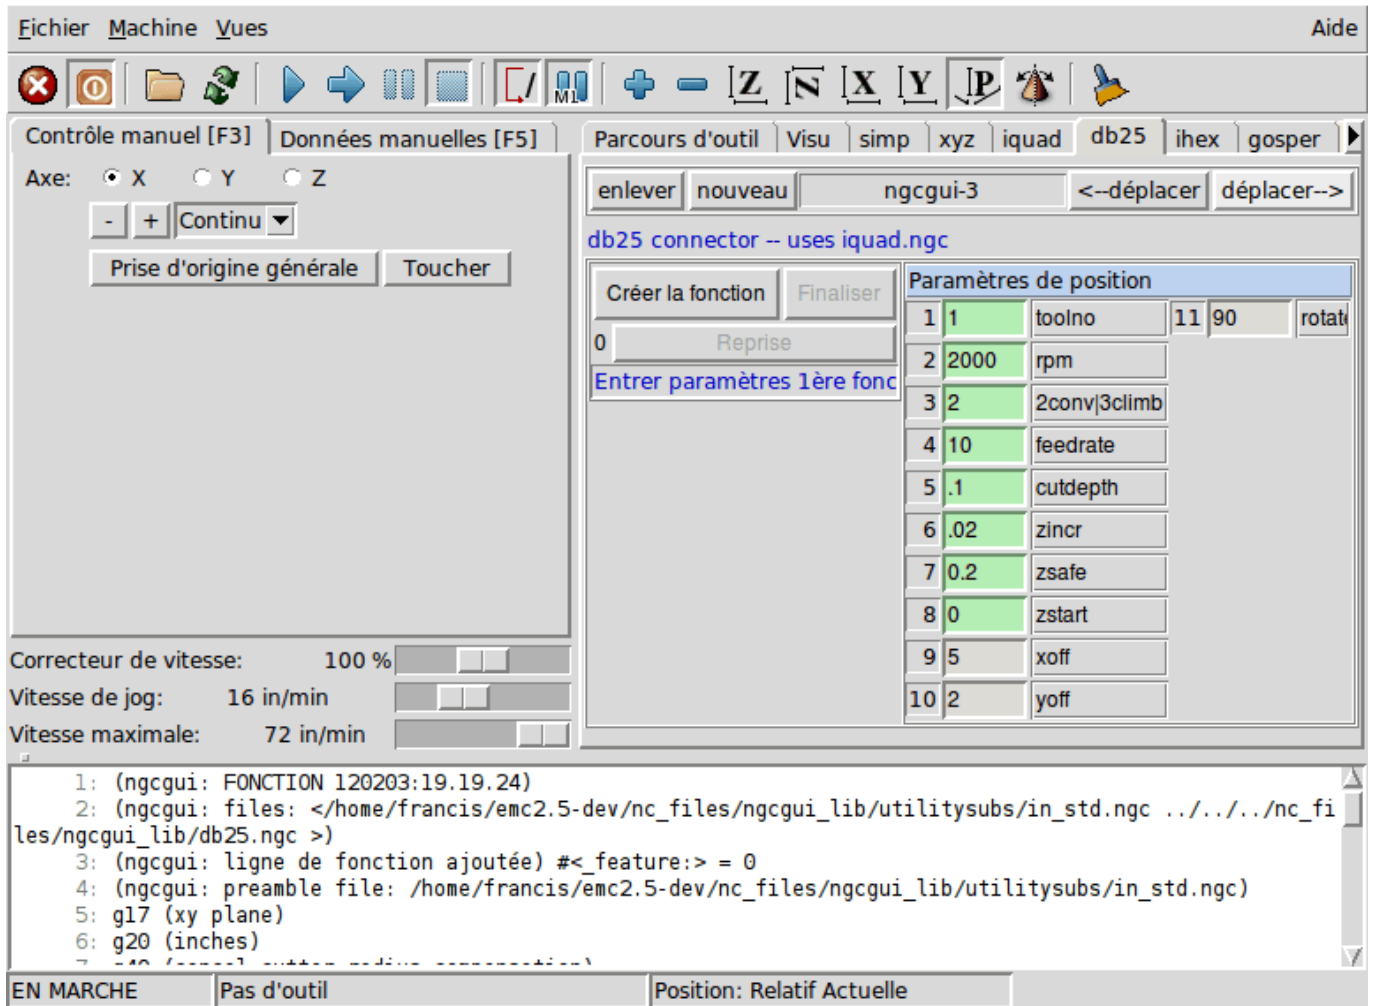 Fichier Machine Vues Aide
M1 Z N X Y P
Contrôle manuel [F3] Données manuelles [F5]
Axe: X Y Z
- + Continu
Prise d'origine générale Toucher
Correcteur de vitesse: 100 %
Vitesse de jog: 16 in/min
Vitesse maximale: 72 in/min
Parcours d'outil Visu simp xyz iquad db25 ihex gosper
enlever nouveau ngcgui-3 <--déplacer déplacer-->
db25 connector -- uses iquad.ngc
Créer la fonction Finaliser
0 Reprise
Entrer paramètres 1ère fonc
Paramètres de position
1 1 toolno 11 90 rotate
2 2000 rpm
3 2 2conv|3climb
4 10 feedrate
5 .1 cutdepth
6 .02 zincr
7 0.2 zsafe
8 0 zstart
9 5 xoff
10 2 yoff
1: (ngcgui: FONCTION 120203:19.19.24)
2: (ngcgui: files: </home/francis/emc2.5-dev/nc_files/ngcgui_lib/utilitysubs/in_std.ngc ../../../nc_fi
les/ngcgui_lib/db25.ngc >)
3: (ngcgui: ligne de fonction ajoutée) #<_feature:> = 0
4: (ngcgui: preamble file: /home/francis/emc2.5-dev/nc_files/ngcgui_lib/utilitysubs/in_std.ngc)
5: g17 (xy plane)
6: g20 (inches)
EN MARCHE Pas d'outil Position: Relatif Actuelle